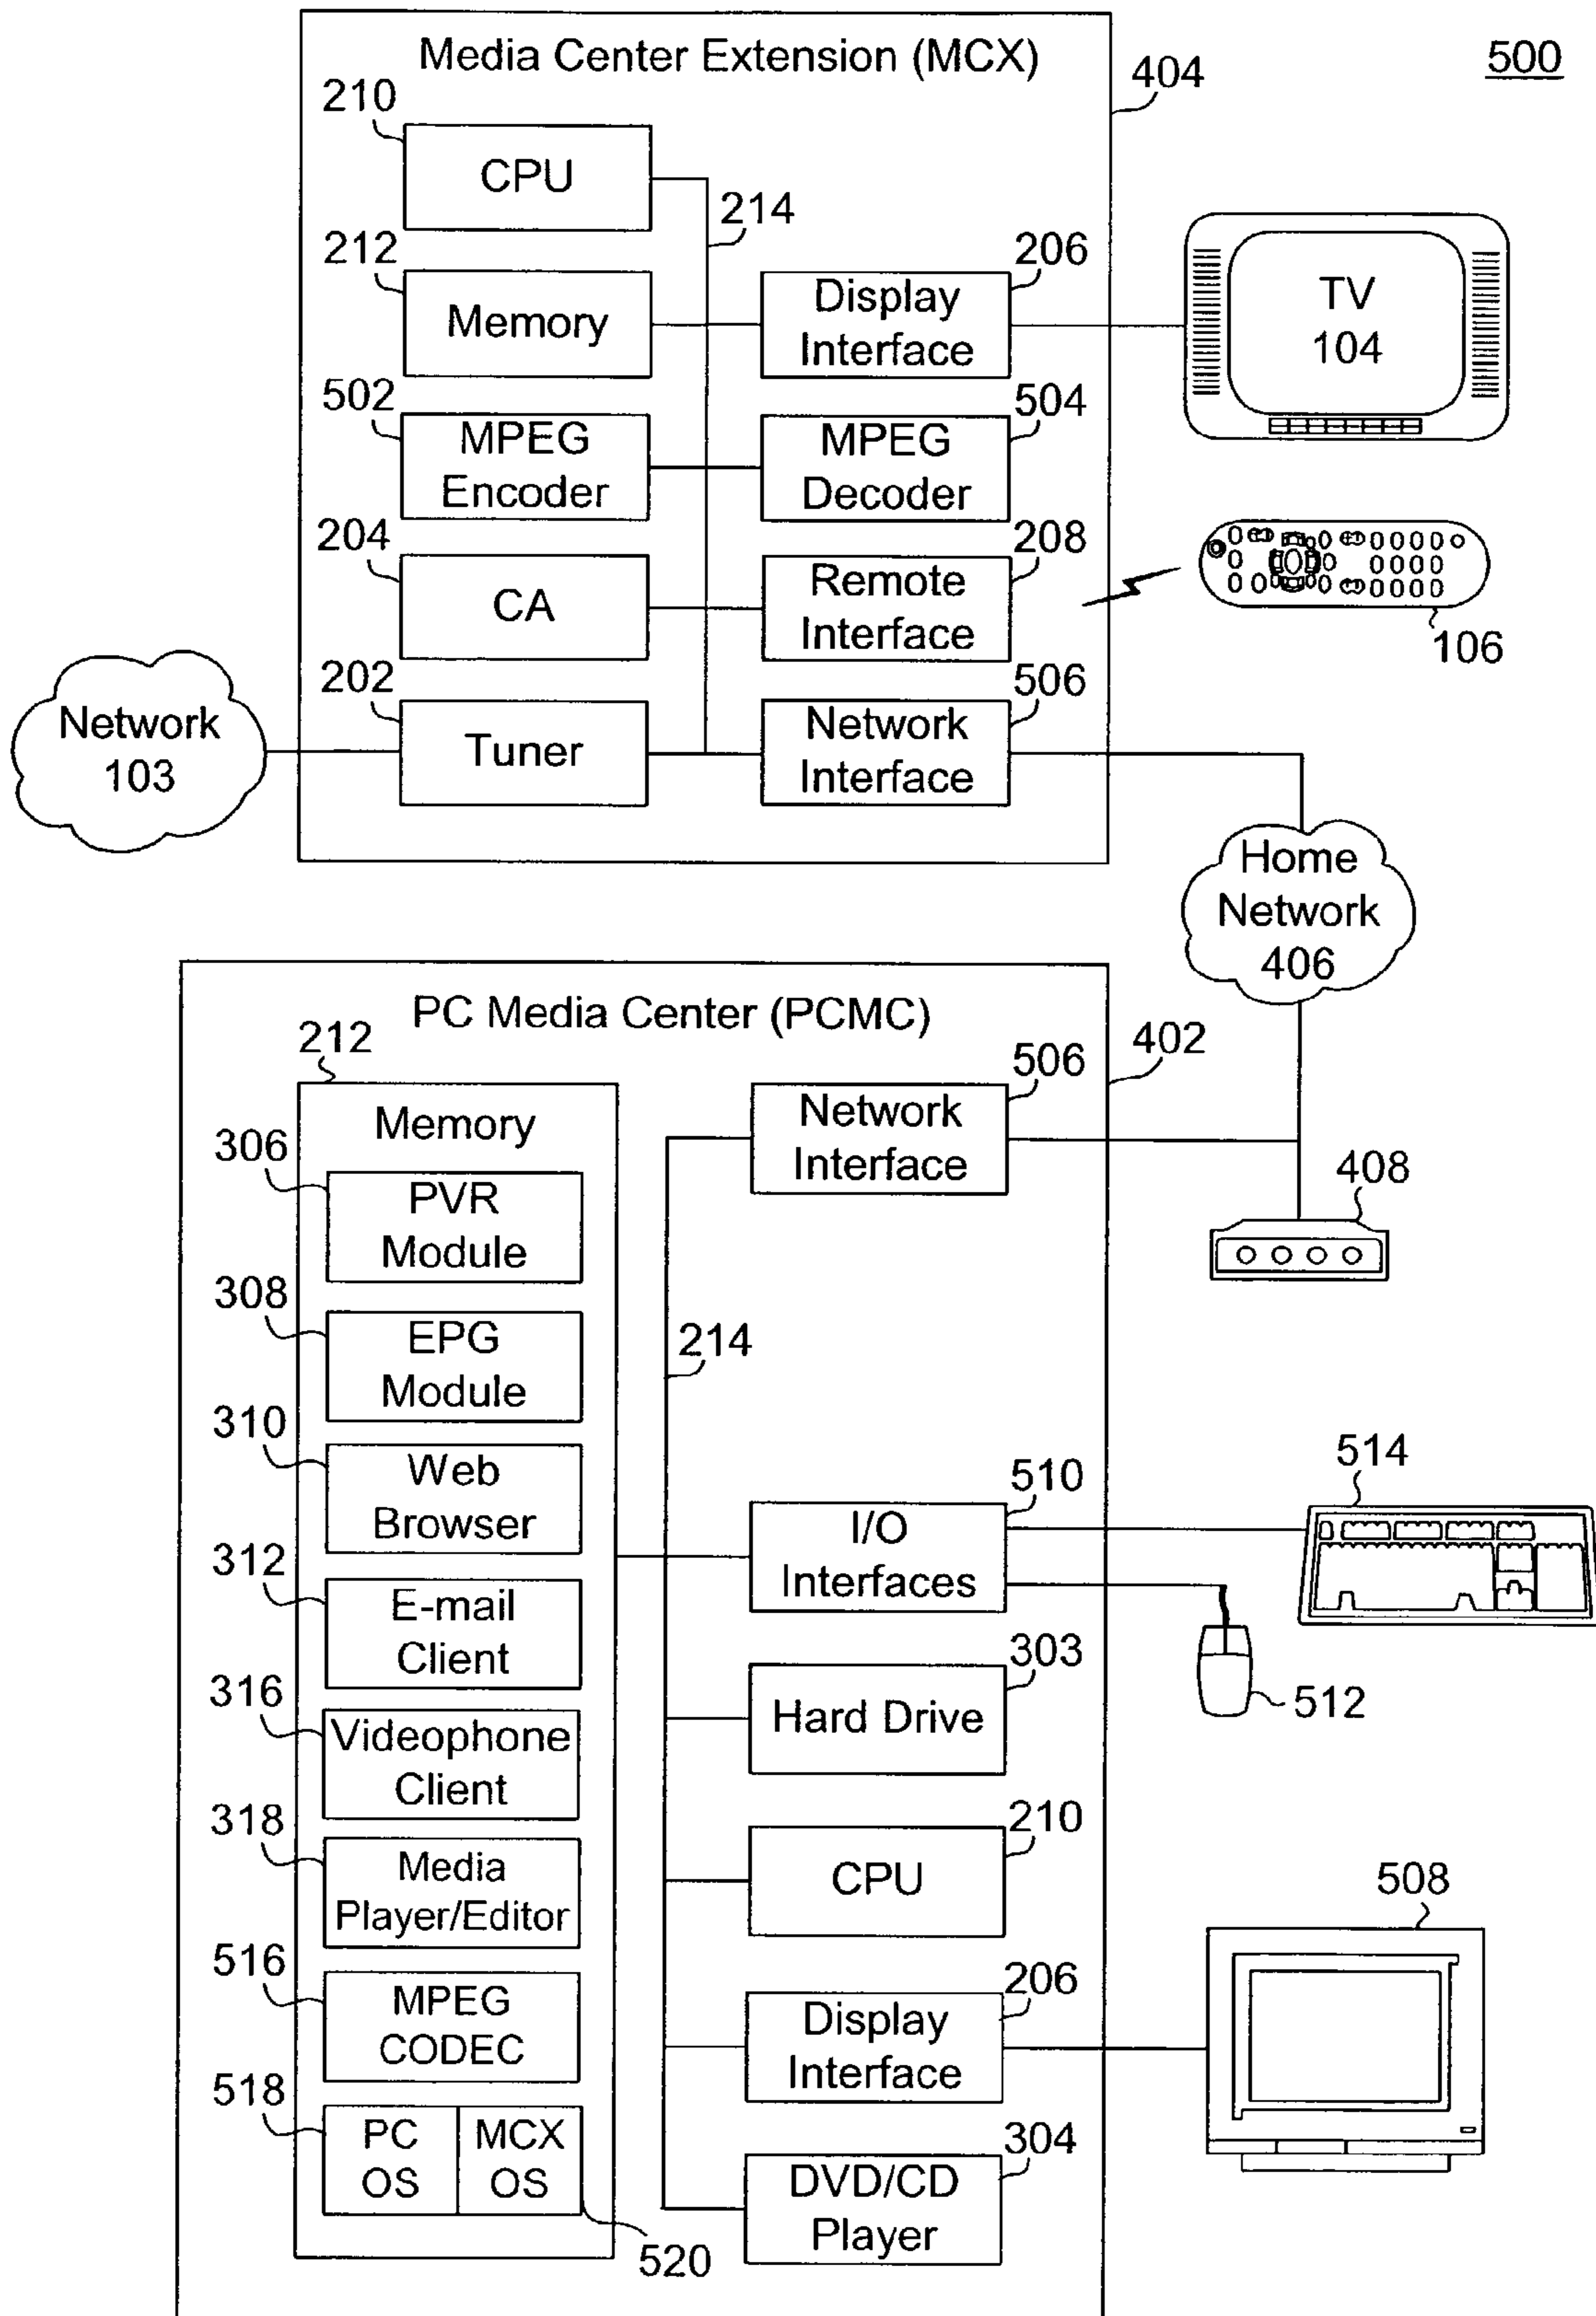 Media Center Extension (MCX)
500
404
210
CPU
214
212
Memory
206
Display
Interface
TV
104
502
MPEG
Encoder
504
MPEG
Decoder
204
CA
208
Remote
Interface
106
Network
103
202
Tuner
506
Network
Interface
Home
Network
406
PC Media Center (PCMC)
402
212
Memory
506
Network
Interface
408
306
PVR
Module
308
EPG
Module
214
310
Web
Browser
510
I/O
Interfaces
514
512
312
E-mail
Client
303
Hard Drive
316
Videophone
Client
318
Media
Player/Editor
210
CPU
508
516
MPEG
CODEC
206
Display
Interface
518
PC
OS
MCX
OS
520
304
DVD/CD
Player